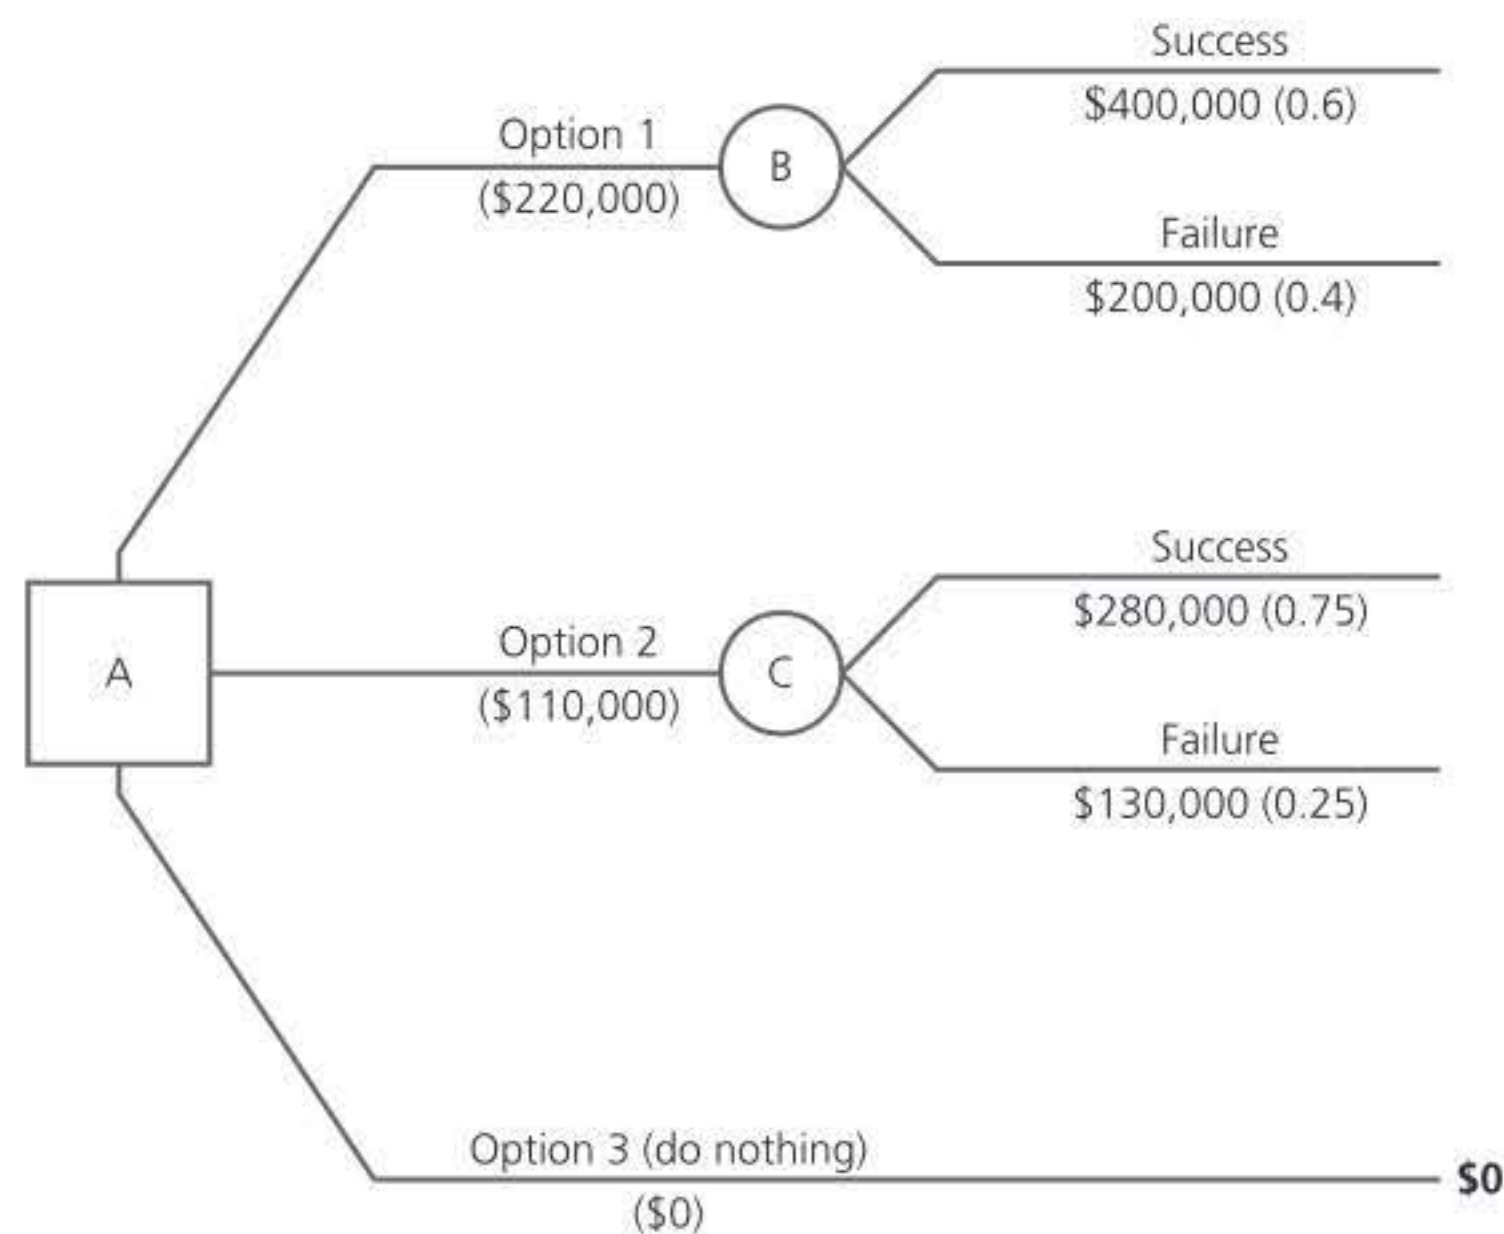 Success
$400,000 (0.6)
Option 1
($220,000)
B
Failure
$200,000 (0.4)
Success
$280,000 (0.75)
Option 2
($110,000)
A
C
Failure
$130,000 (0.25)
Option 3 (do nothing)
($0)
$0